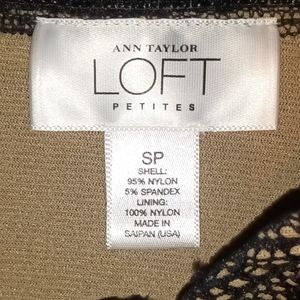 ANN TAYLOR
LOFT
PETITES
SP
SHELL:
95% NYLON
5% SPANDEX
LINING:
100% NYLON
MADE IN
SAIPAN (USA)